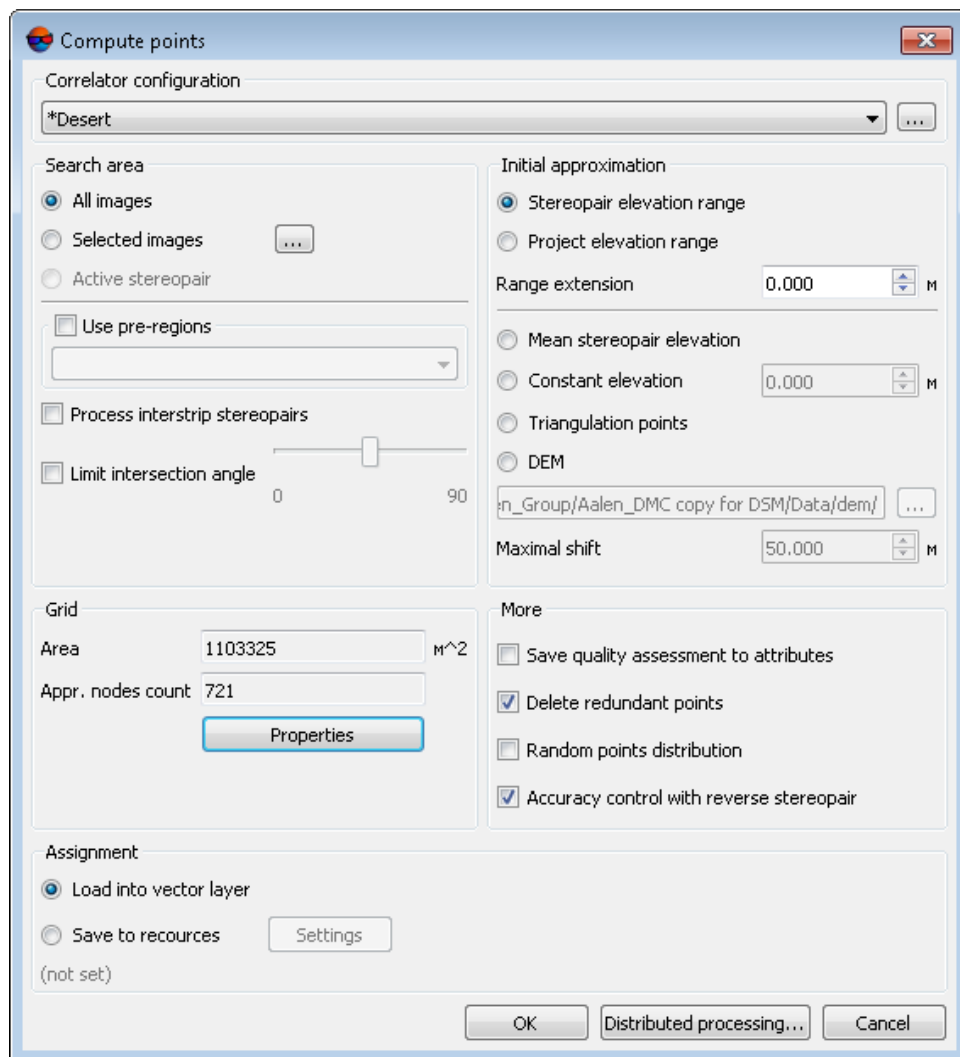 Compute points
Correlator configuration
*Desert
...
Search area
All images
Selected images ...
Active stereopair
Use pre-regions
Process interstrip stereopairs
Limit intersection angle
0 90
Initial approximation
Stereopair elevation range
Project elevation range
Range extension 0.000 м
Mean stereopair elevation
Constant elevation 0.000 м
Triangulation points
DEM
en_Group/Aalen_DMC copy for DSM/Data/dem/ ...
Maximal shift 50.000 м
Grid
Area 1103325 м^2
Appr. nodes count 721
Properties
More
Save quality assessment to attributes
Delete redundant points
Random points distribution
Accuracy control with reverse stereopair
Assignment
Load into vector layer
Save to recources Settings
(not set)
OK Distributed processing... Cancel